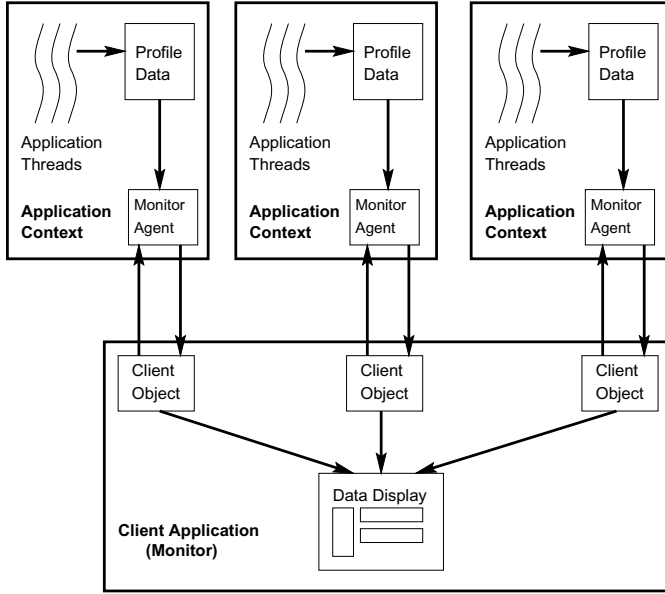 Profile
Data
Application
Threads
Monitor
Agent
Application
Context
Profile
Data
Application
Threads
Monitor
Agent
Application
Context
Profile
Data
Application
Threads
Monitor
Agent
Application
Context
Client
Object
Client
Object
Client
Object
Data Display
Client Application
(Monitor)